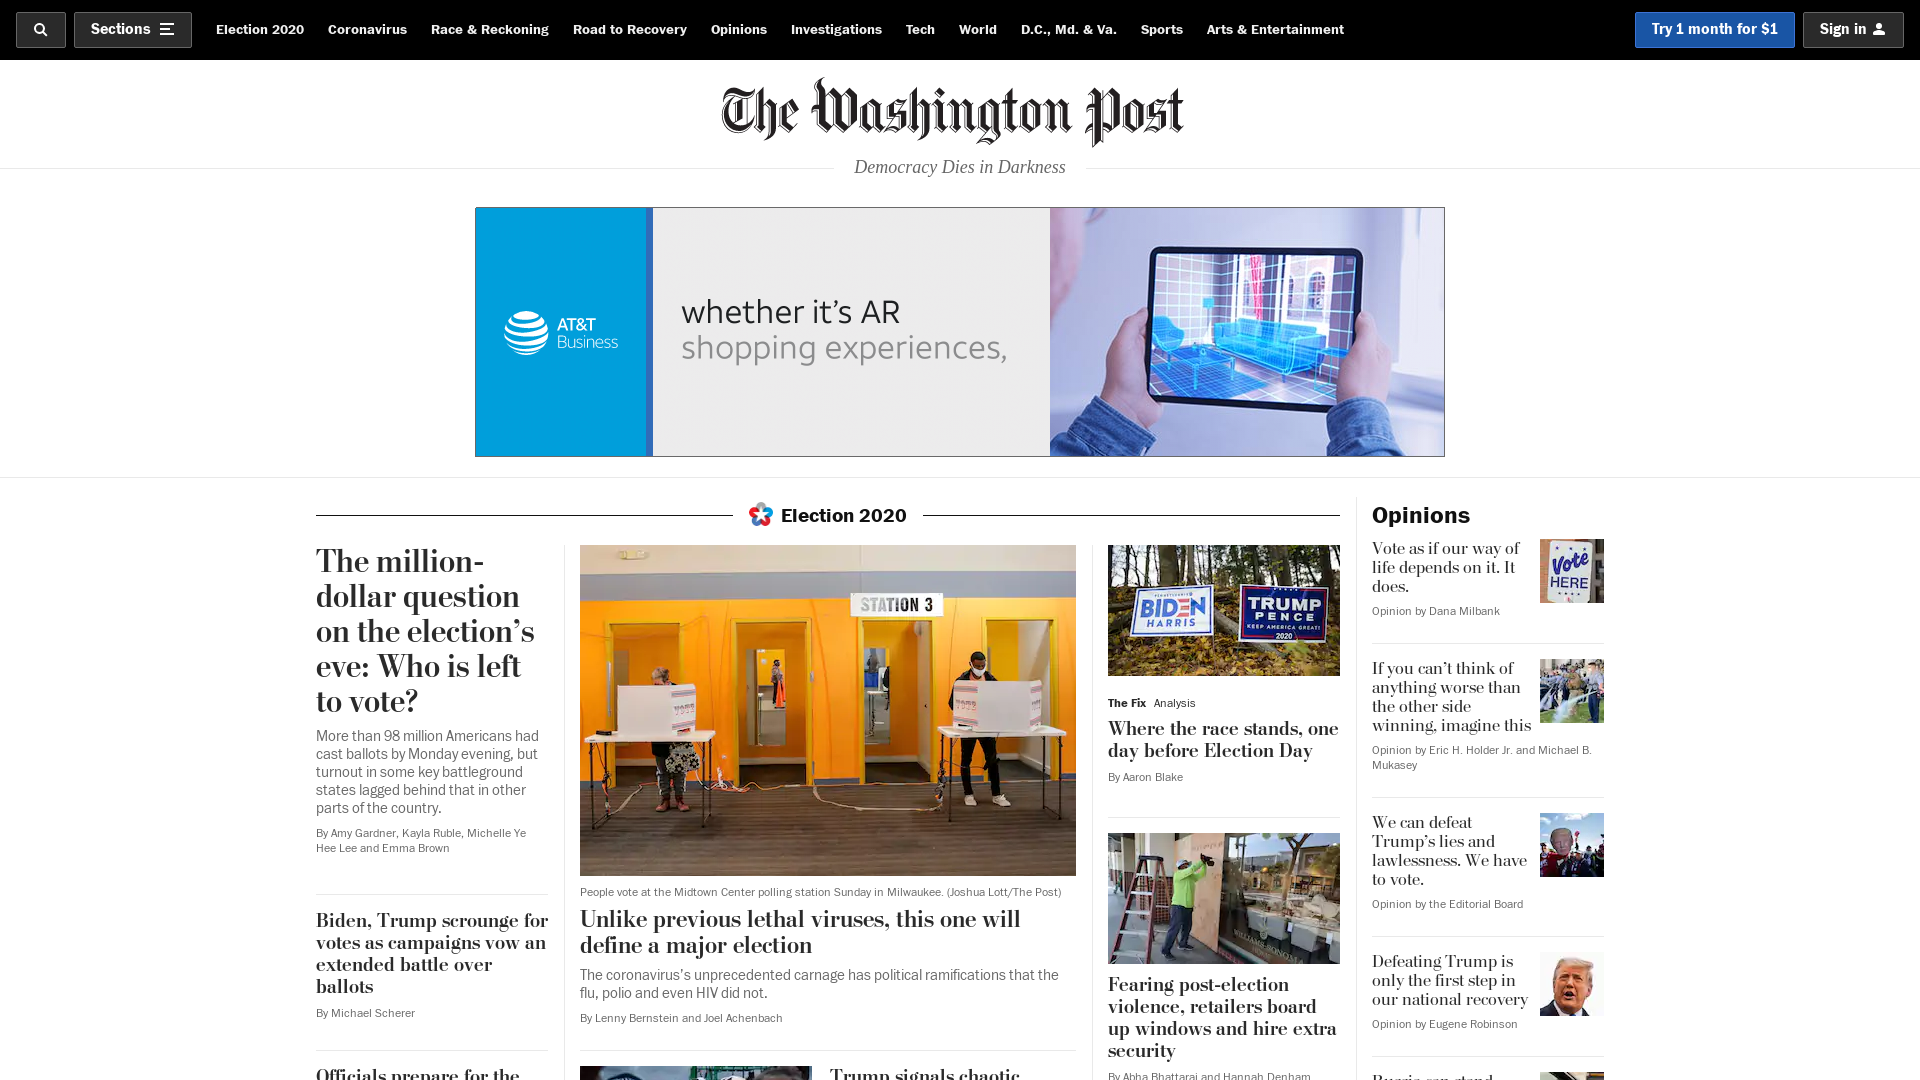 Sections
Election 2020
Coronavirus
Race & Reckoning
Road to Recovery
Opinions
Investigations
Tech
World
D.C., Md. & Va.
Sports
Arts & Entertainment
Try 1 month for $1
Sign in
The Washington Post
Democracy Dies in Darkness
AT&T
Business
whether it's AR
shopping experiences,
Election 2020
The million-
dollar question
on the election's
eve: Who is left
to vote?
More than 98 million Americans had
cast ballots by Monday evening, but
turnout in some key battleground
states lagged behind that in other
parts of the country.
By Amy Gardner, Kayla Ruble, Michelle Ye
Hee Lee and Emma Brown
Biden, Trump scrounge for
votes as campaigns vow an
extended battle over
ballots
By Michael Scherer
Officials prepare for the
STATION 3
VOTE
VOTE
People vote at the Midtown Center polling station Sunday in Milwaukee. (Joshua Lott/The Post)
Unlike previous lethal viruses, this one will
define a major election
The coronavirus's unprecedented carnage has political ramifications that the
flu, polio and even HIV did not.
By Lenny Bernstein and Joel Achenbach
Trump signals chaotic
BIDEN
HARRIS
TRUMP
PENCE
KEEP AMERICA GREAT!
2020
The Fix Analysis
Where the race stands, one
day before Election Day
By Aaron Blake
WILLIAMS-SONOMA
Fearing post-election
violence, retailers board
up windows and hire extra
security
By Abha Bhattarai and Hannah Denham
Opinions
Vote as if our way of
life depends on it. It
does.
Opinion by Dana Milbank
Vote
HERE
If you can't think of
anything worse than
the other side
winning, imagine this
Opinion by Eric H. Holder Jr. and Michael B.
Mukasey
We can defeat
Trump's lies and
lawlessness. We have
to vote.
Opinion by the Editorial Board
Defeating Trump is
only the first step in
our national recovery
Opinion by Eugene Robinson
Russia can stand